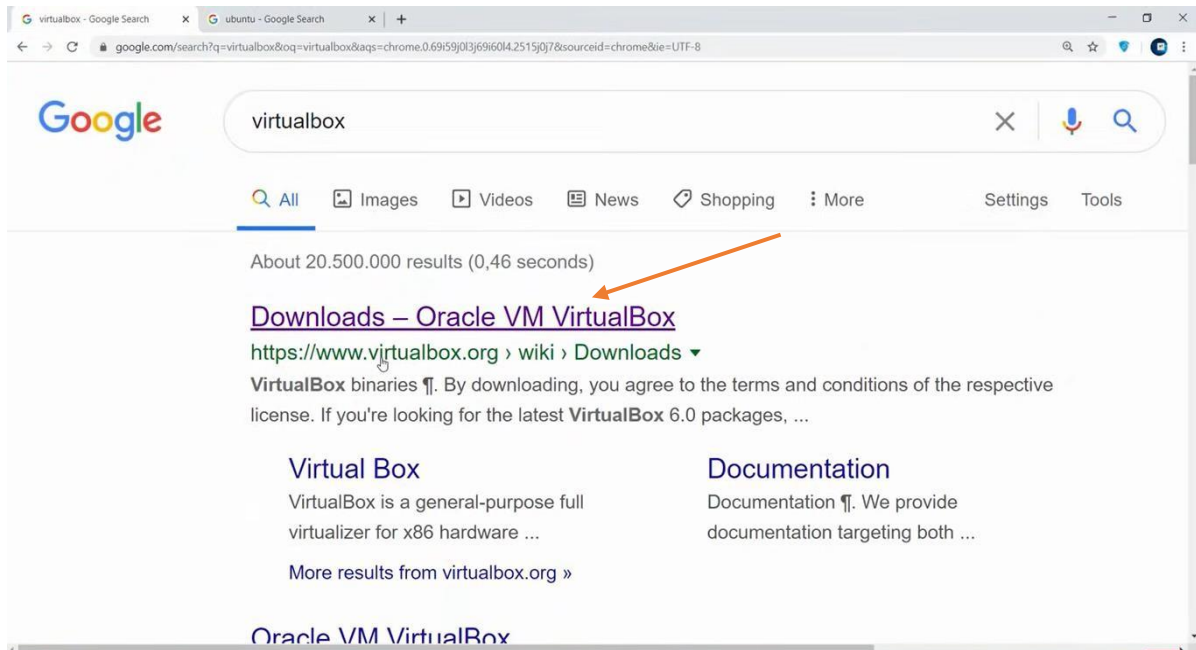 virtualbox - Google Search
ubuntu - Google Search
google.com/search?q=virtualbox&oq=virtualbox&aqs=chrome.0.69i59j0l3j69i60l4.2515j0j7&sourceid=chrome&ie=UTF-8
Google
virtualbox
All Images Videos News Shopping More Settings Tools
About 20.500.000 results (0,46 seconds)
Downloads – Oracle VM VirtualBox
https://www.virtualbox.org › wiki › Downloads
VirtualBox binaries ¶. By downloading, you agree to the terms and conditions of the respective
license. If you're looking for the latest VirtualBox 6.0 packages, ...
Virtual Box
VirtualBox is a general-purpose full
virtualizer for x86 hardware ...
Documentation
Documentation ¶. We provide
documentation targeting both ...
More results from virtualbox.org »
Oracle VM VirtualBox